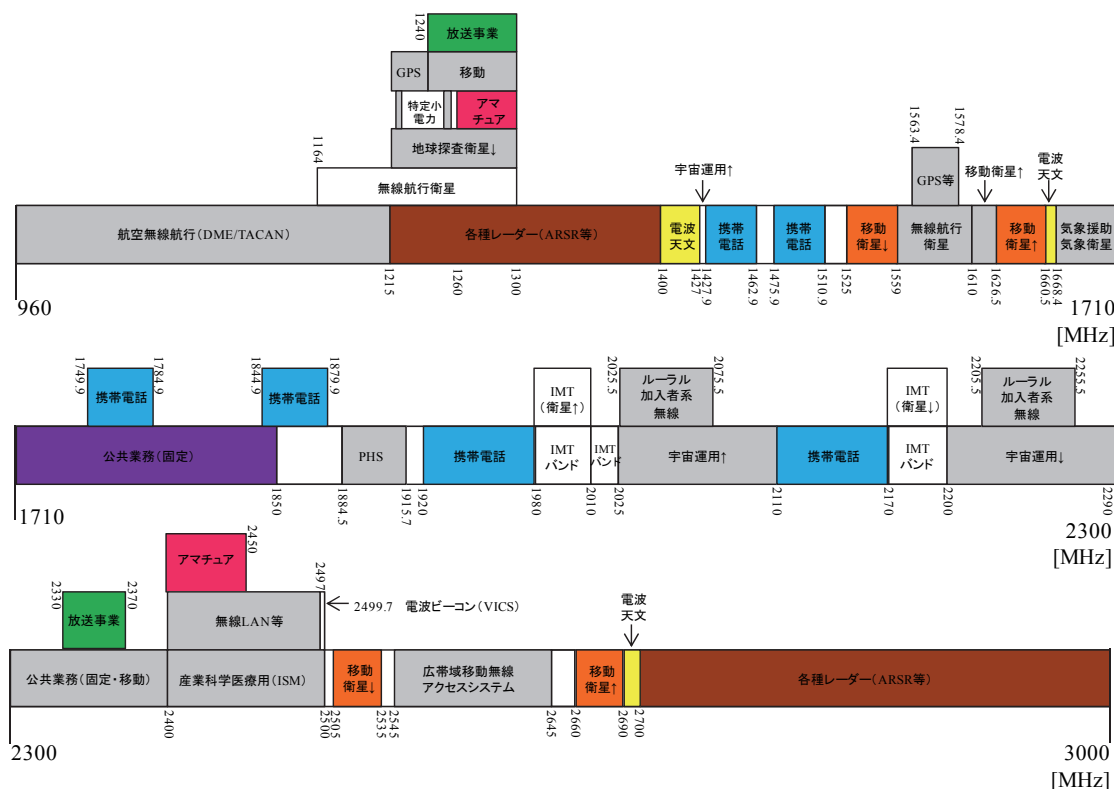 1240
放送事業
GPS
移動
特定小
電力
アマ
チュア
地球探査衛星↓
1164
無線航行衛星
1563.4
1578.4
GPS等
宇宙運用↑
移動衛星↑
電波
天文
航空無線航行(DME/TACAN)
各種レーダー(ARSR等)
電波
天文
携帯
電話
携帯
電話
移動
衛星↓
無線航行
衛星
移動
衛星↑
気象援助
気象衛星
960
1215
1260
1300
1400
1427
1427.9
1462.9
1475.9
1510.9
1525
1559
1610
1626.5
1660.5
1668.4
1710
[MHz]
1749.9
1784.9
1844.9
1879.9
2025.5
2075.5
2205.5
2255.5
携帯電話
携帯電話
IMT
(衛星↑)
ルーラル
加入者系
無線
IMT
(衛星↓)
ルーラル
加入者系
無線
公共業務(固定)
PHS
携帯電話
IMT
バンド
IMT
バンド
宇宙運用↑
携帯電話
IMT
バンド
宇宙運用↓
1710
1850
1884.5
1915.7
1920
1980
2010
2025
2110
2170
2200
2290
2300
[MHz]
アマチュア
2450
2330
2370
放送事業
無線LAN等
2497
2499.7 電波ビーコン(VICS)
電波
天文
公共業務(固定・移動)
産業科学医療用(ISM)
移動
衛星↓
広帯域移動無線
アクセスシステム
移動
衛星↑
各種レーダー(ARSR等)
2300
2400
2500
2505
2535
2545
2645
2660
2690
2700
3000
[MHz]